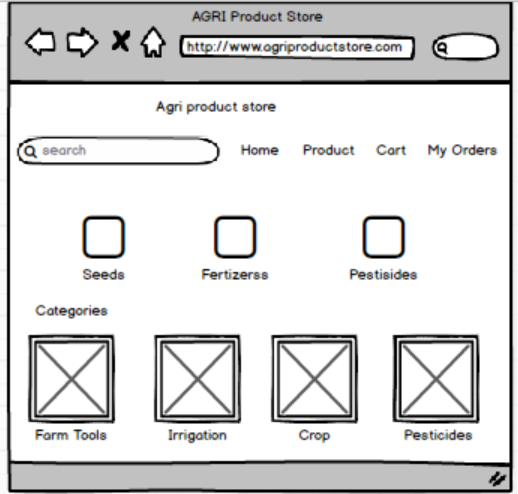 AGRI Product Store
http://www.agriproductstore.com
Agri product store
search Home Product Cart My Orders
Seeds Fertizerss Pestisides
Categories
Farm Tools Irrigation Crop Pesticides